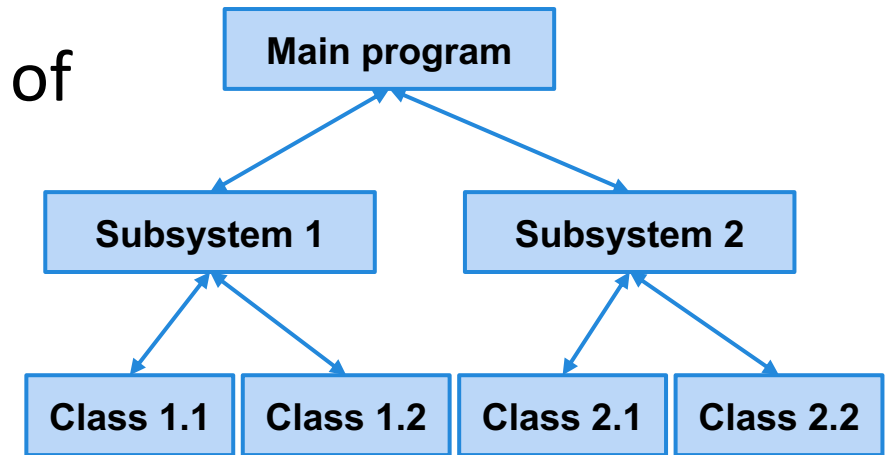 of
Main program
Subsystem 1 Subsystem 2
Class 1.1 Class 1.2 Class 2.1 Class 2.2